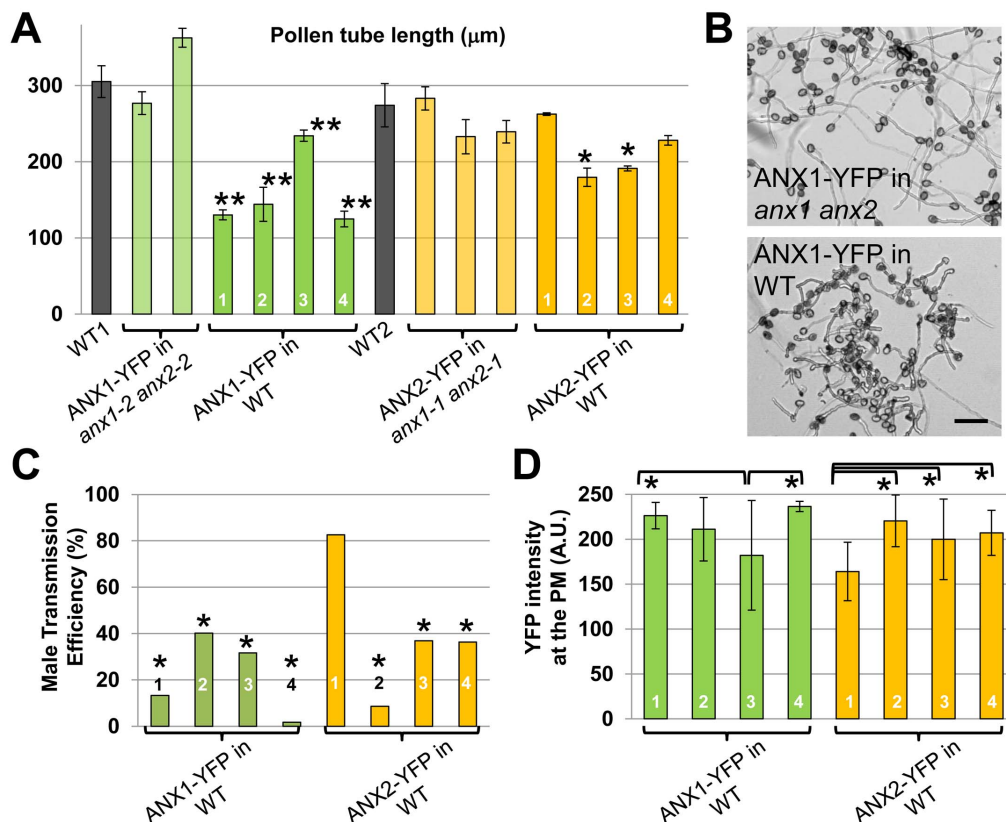 A
Pollen tube length (μm)
300
200
100
0
**
**
**
**
*
*
1
2
3
4
1
2
3
4
WT1
ANX1-YFP in
anx1-2 anx2-2
ANX1-YFP in
WT
WT2
ANX2-YFP in
anx1-1 anx2-1
ANX2-YFP in
WT
B
ANX1-YFP in
anx1 anx2
ANX1-YFP in
WT
C
Male Transmission
Efficiency (%)
100
80
60
40
20
0
*
*
*
*
*
*
*
1
2
3
4
1
2
3
4
ANX1-YFP in
WT
ANX2-YFP in
WT
D
YFP intensity
at the PM (A.U.)
250
200
150
100
50
0
*
*
*
*
*
1
2
3
4
1
2
3
4
ANX1-YFP in
WT
ANX2-YFP in
WT